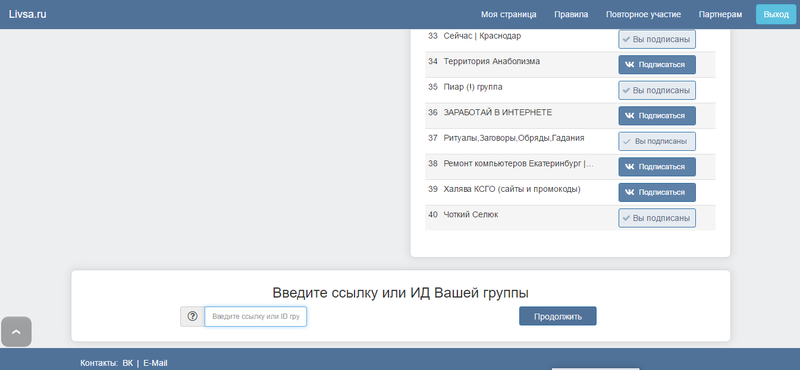 Livsa.ru Моя страница Правила Повторное участие Партнерам Выход
33 Сейчас | Краснодар Вы подписаны
34 Территория Анаболизма Подписаться
35 Пиар (!) группа Вы подписаны
36 ЗАРАБОТАЙ В ИНТЕРНЕТЕ Подписаться
37 Ритуалы,Заговоры,Обряды,Гадания Вы подписаны
38 Ремонт компьютеров Екатеринбург |... Подписаться
39 Халява КСГО (сайты и промокоды) Подписаться
40 Чоткий Селюк Вы подписаны
Введите ссылку или ИД Вашей группы
Введите ссылку или ID гру Продолжить
Контакты: ВК | E-Mail